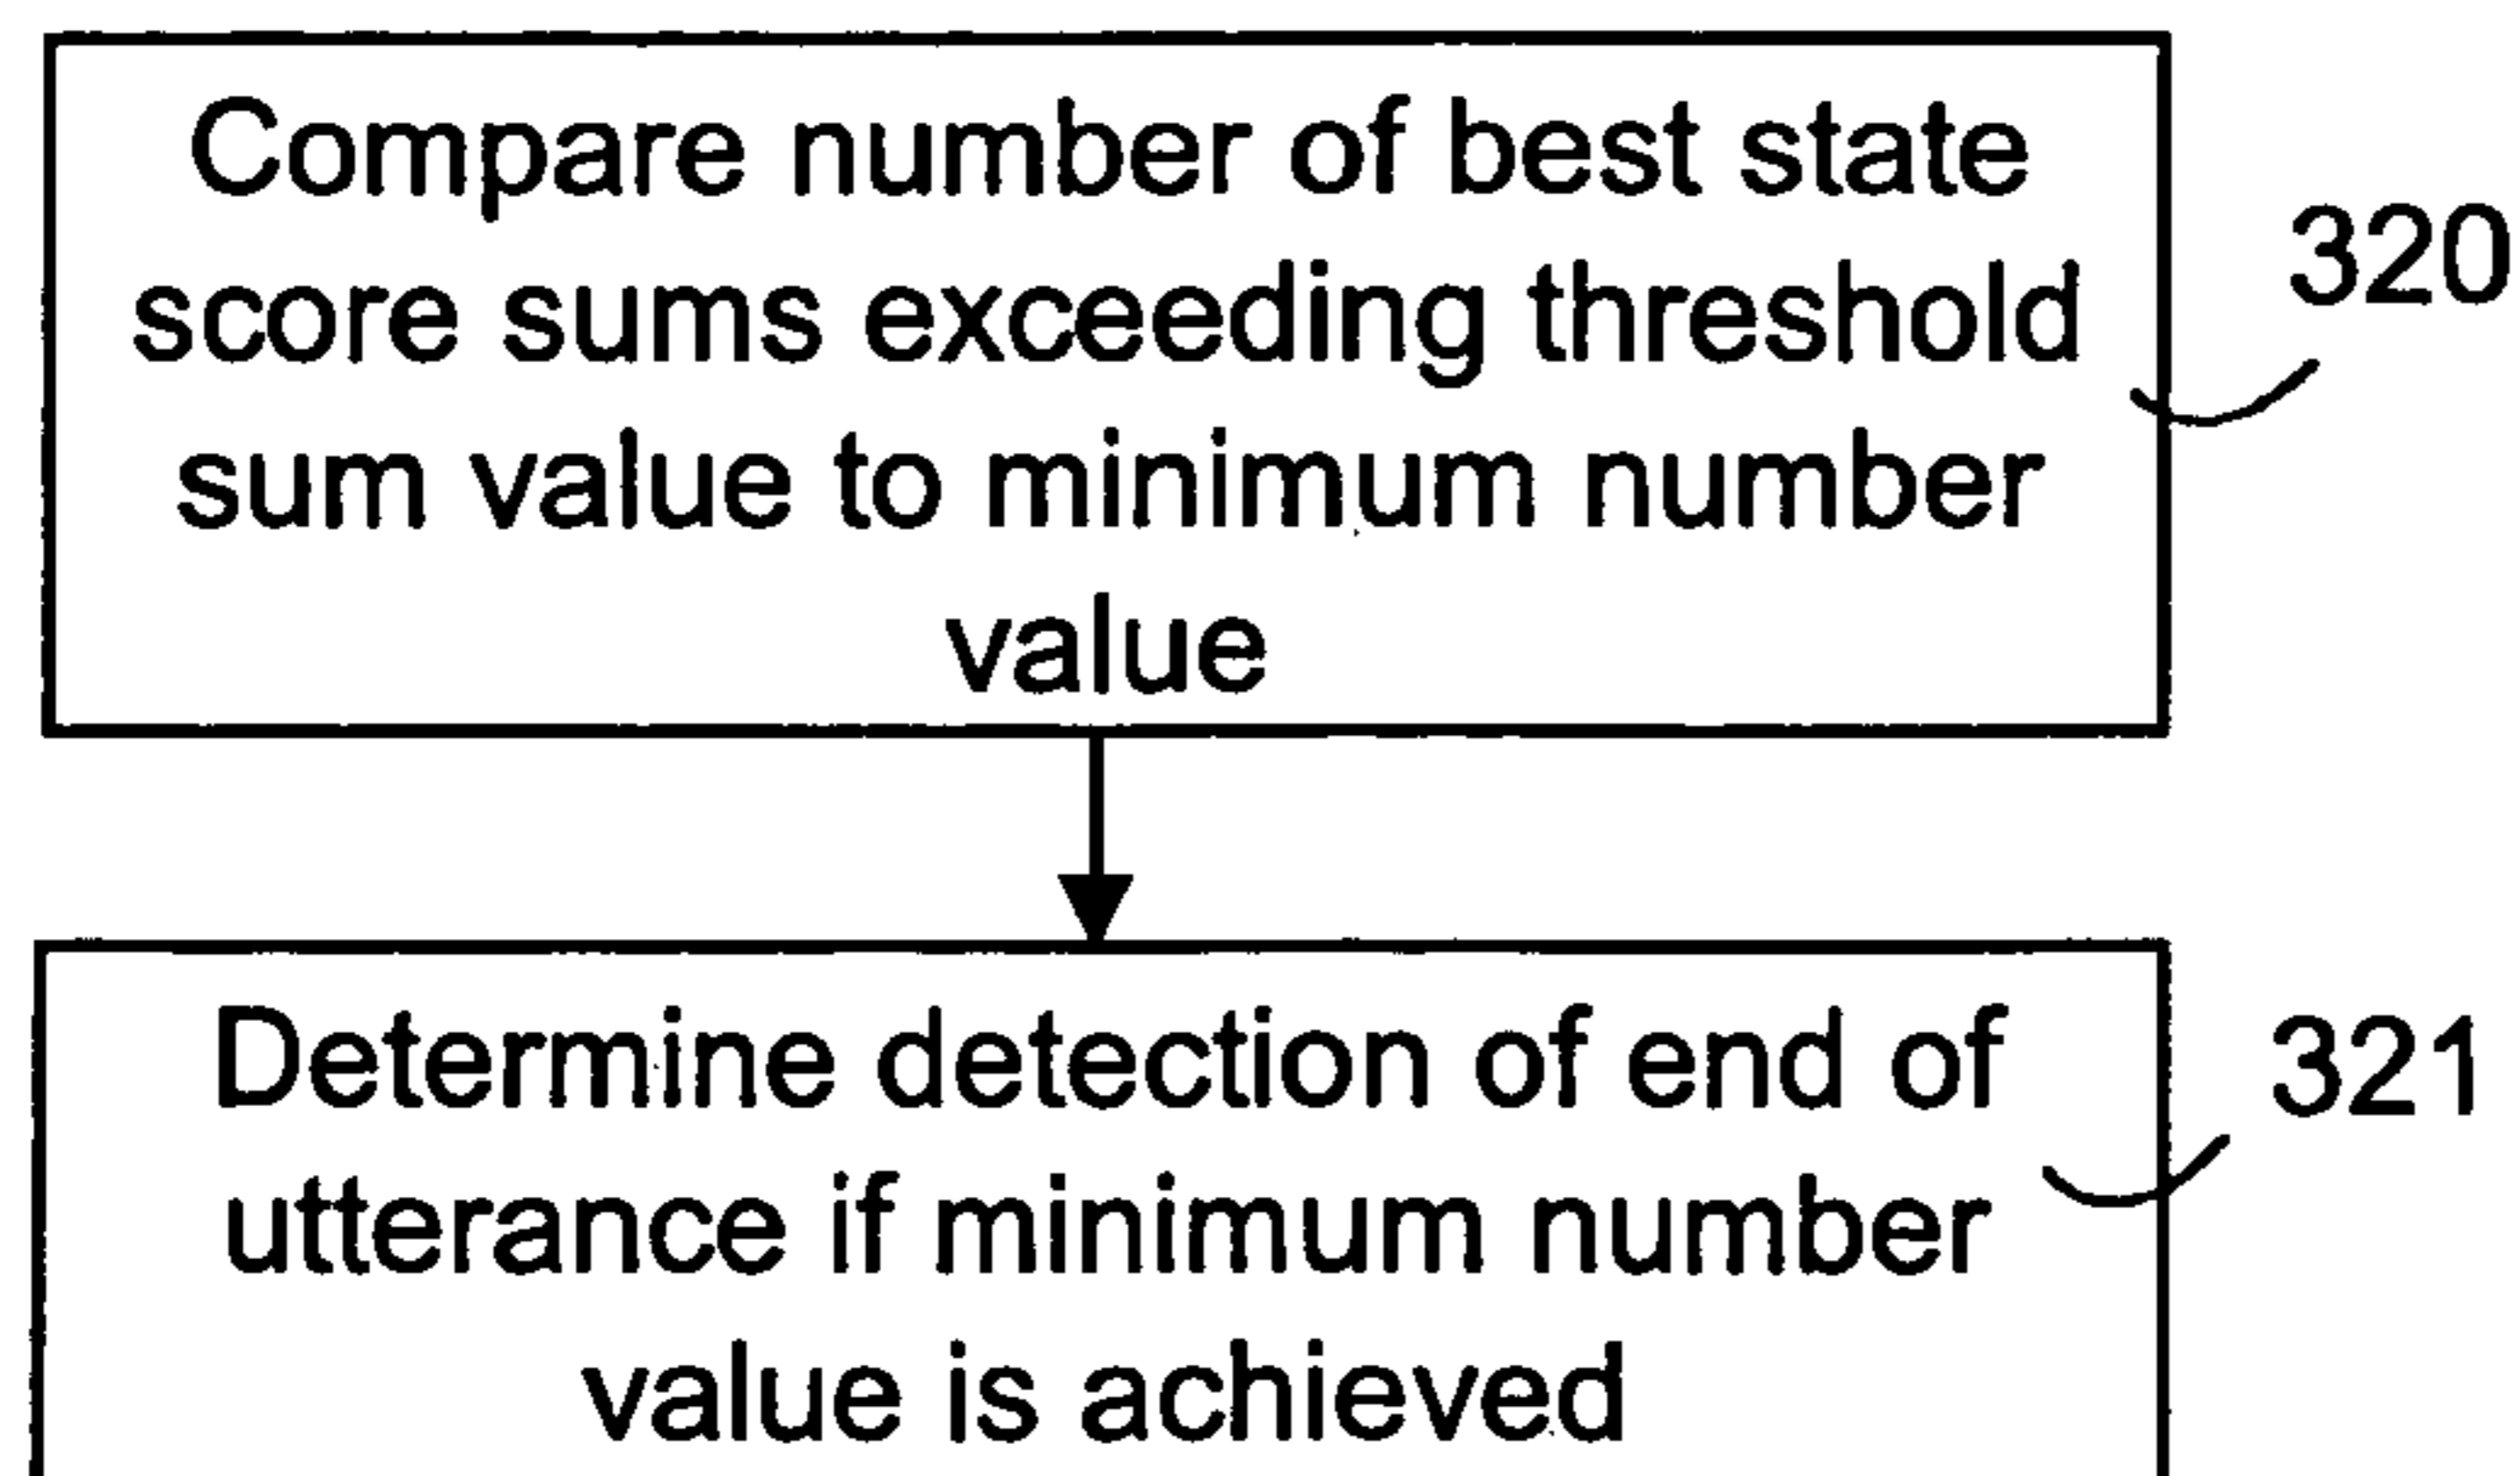 Compare number of best state
score sums exceeding threshold
320
sum value to minimum number
value
Determine detection of end of
321
utterance if minimum number
value is achieved